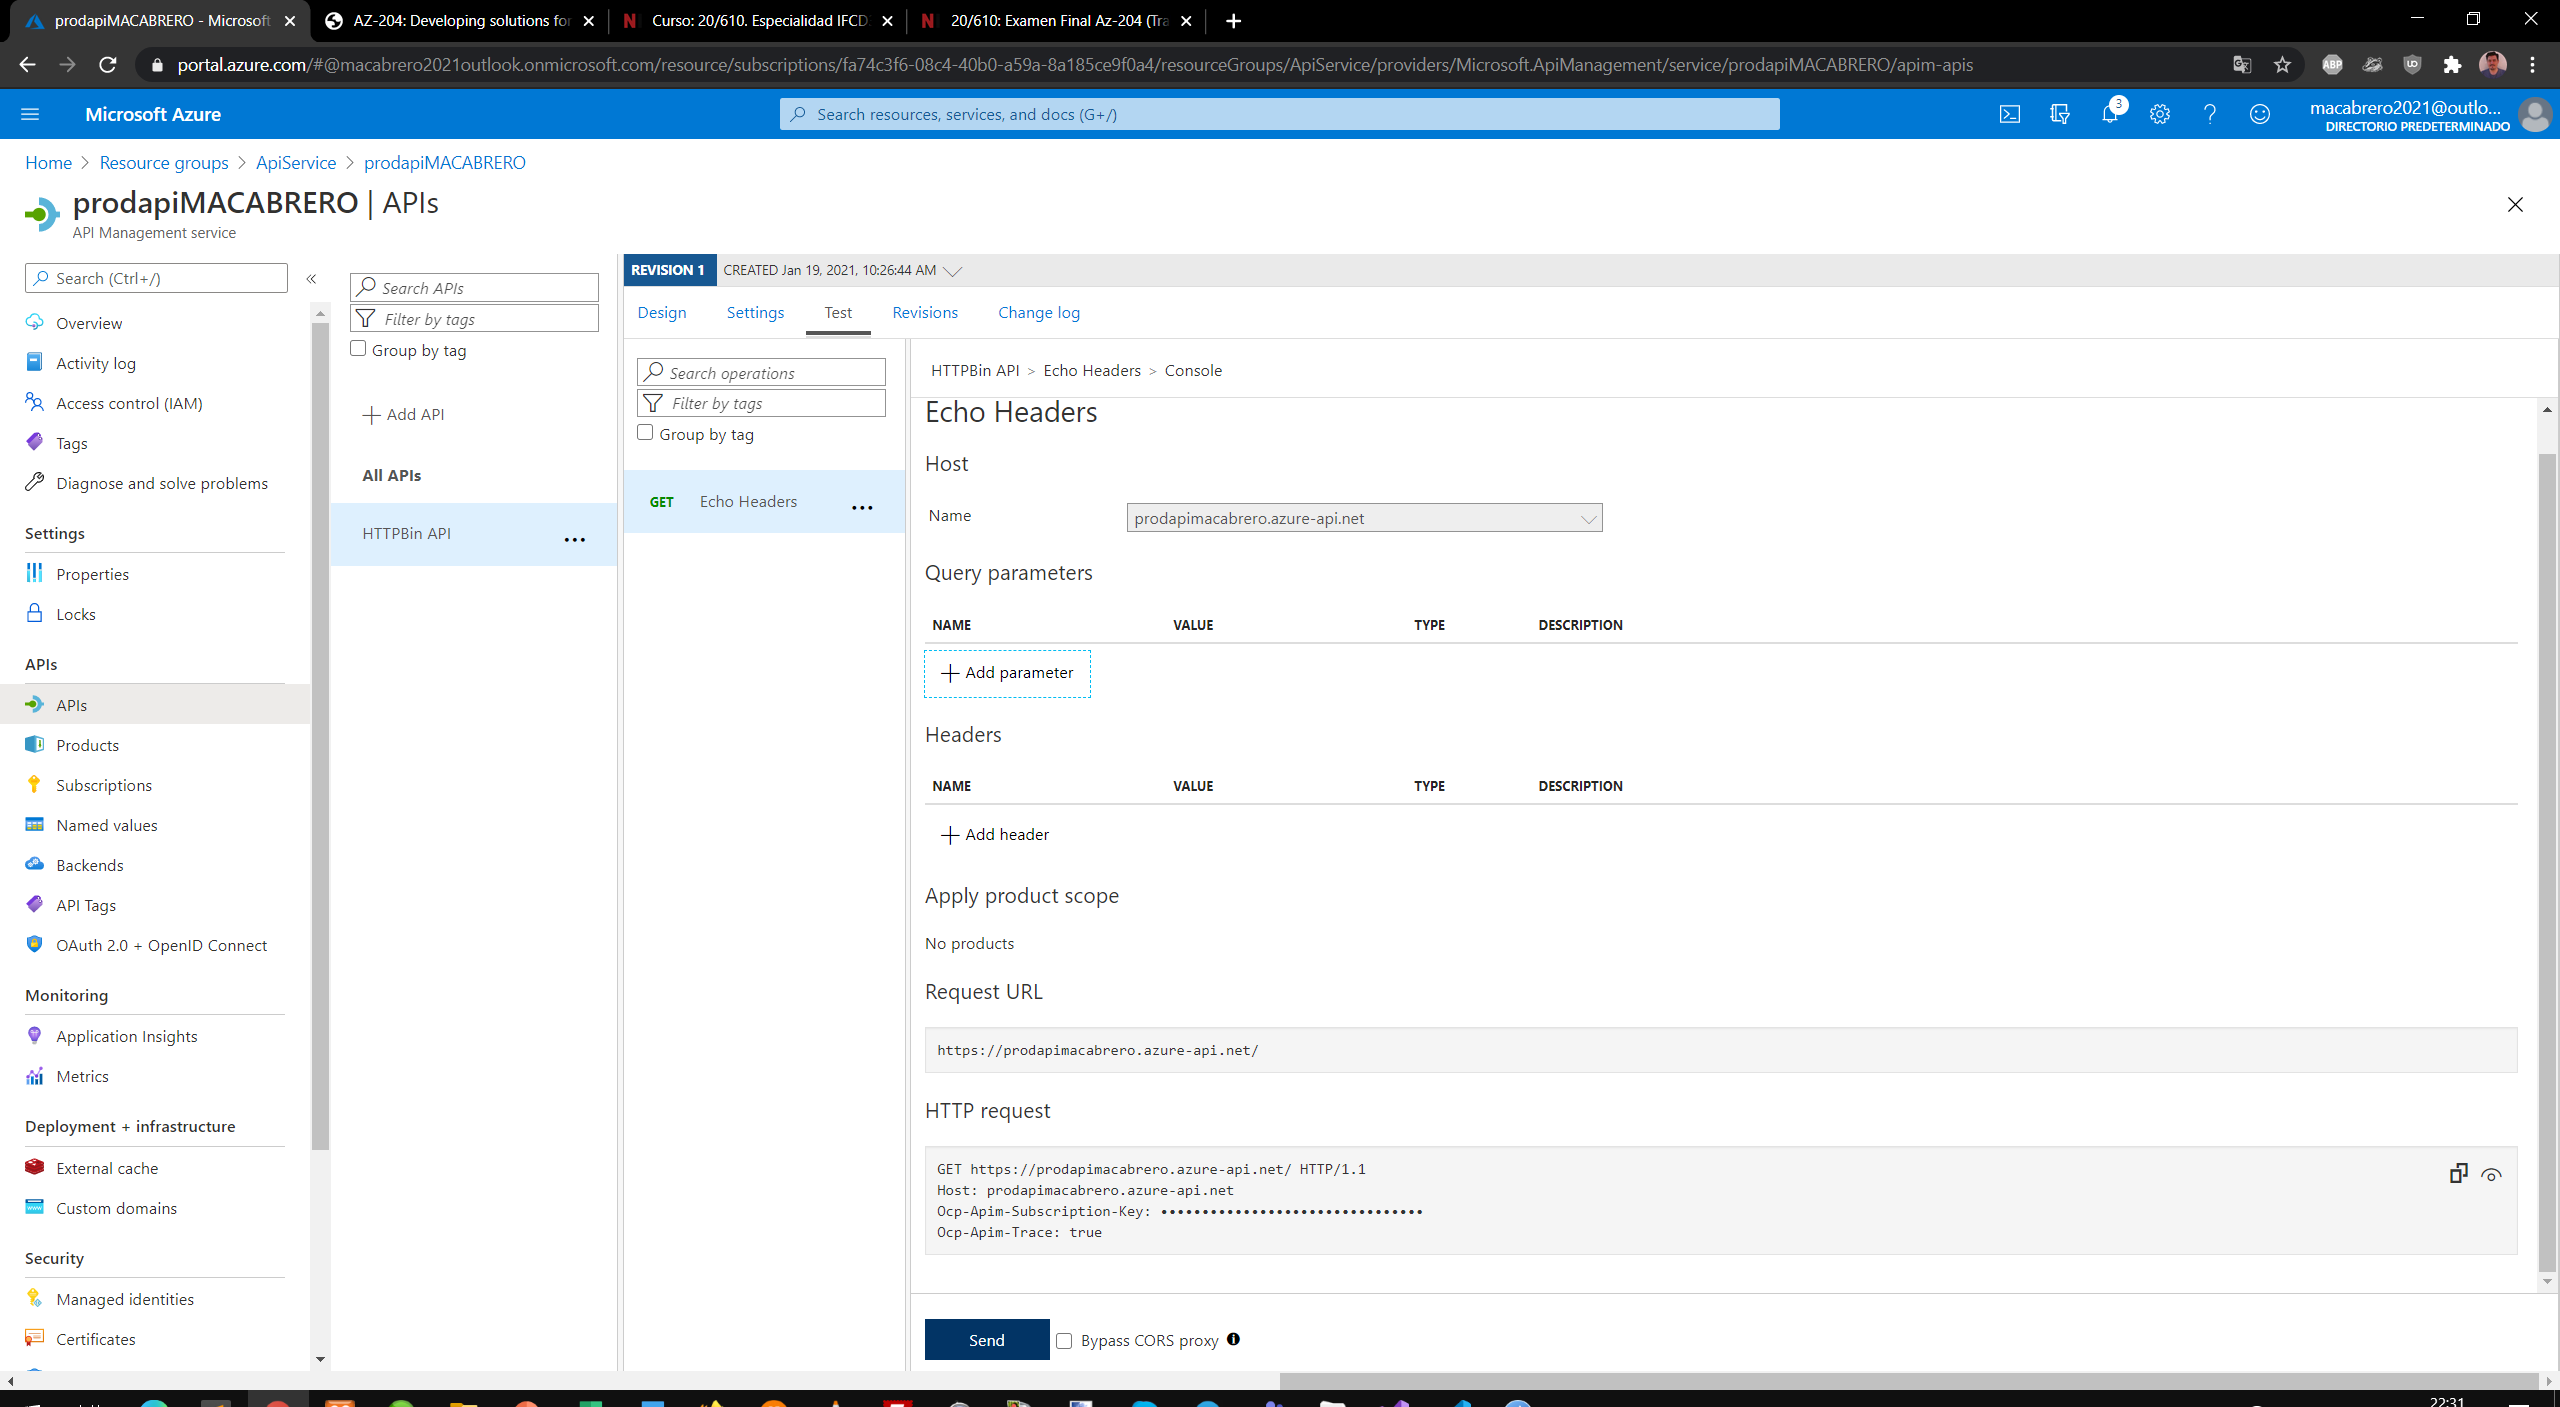 prodapiMACABRERO - Microsoft
AZ-204: Developing solutions for
Curso: 20/610. Especialidad IFCD
20/610: Examen Final Az-204 (Tra
portal.azure.com/#@macabrero2021outlook.onmicrosoft.com/resource/subscriptions/fa74c3f6-08c4-40b0-a59a-8a185ce9f0a4/resourceGroups/ApiService/providers/Microsoft.ApiManagement/service/prodapiMACABRERO/apim-apis
ABP
Microsoft Azure
Search resources, services, and docs (G+/)
3
macabrero2021@outlo...
DIRECTORIO PREDETERMINADO
Home > Resource groups > ApiService > prodapiMACABRERO
prodapiMACABRERO | APIs
API Management service
Search (Ctrl+/)
«
Overview
Activity log
Access control (IAM)
Tags
Diagnose and solve problems
Settings
Properties
Locks
APIs
APIs
Products
Subscriptions
Named values
Backends
API Tags
OAuth 2.0 + OpenID Connect
Monitoring
Application Insights
Metrics
Deployment + infrastructure
External cache
Custom domains
Security
Managed identities
Certificates
Search APIs
Filter by tags
Group by tag
+ Add API
All APIs
HTTPBin API ...
REVISION 1 CREATED Jan 19, 2021, 10:26:44 AM
Design Settings Test Revisions Change log
Search operations
Filter by tags
Group by tag
GET Echo Headers ...
HTTPBin API > Echo Headers > Console
Echo Headers
Host
Name prodapimacabrero.azure-api.net
Query parameters
NAME VALUE TYPE DESCRIPTION
+ Add parameter
Headers
NAME VALUE TYPE DESCRIPTION
+ Add header
Apply product scope
No products
Request URL
https://prodapimacabrero.azure-api.net/
HTTP request
GET https://prodapimacabrero.azure-api.net/ HTTP/1.1
Host: prodapimacabrero.azure-api.net
Ocp-Apim-Subscription-Key: ••••••••••••••••••••••••••••••••
Ocp-Apim-Trace: true
Send Bypass CORS proxy
22:31